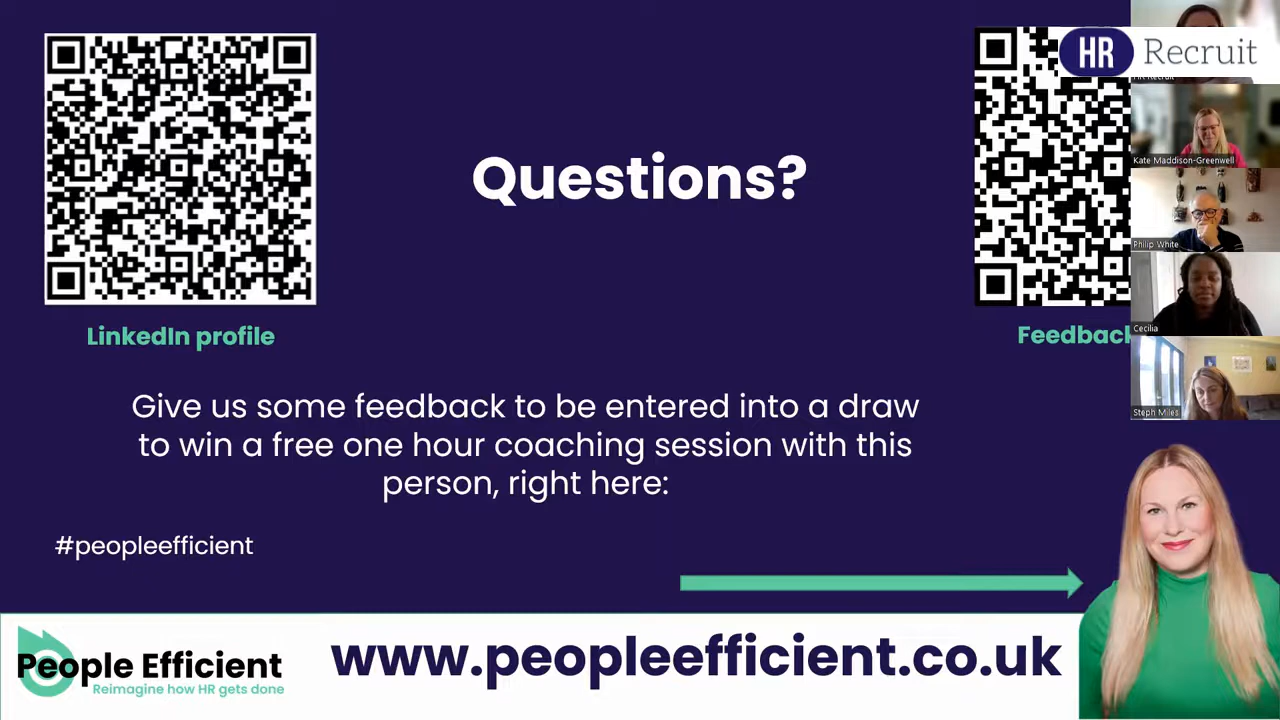 HR Recruit
HR Recruit
Kate Maddison-Greenwell
Philip White
Cecilia
Steph Miles
Questions?
LinkedIn profile
Feedback
Give us some feedback to be entered into a draw
to win a free one hour coaching session with this
person, right here:
#peopleefficient
People Efficient
Reimagine how HR gets done
www.peopleefficient.co.uk